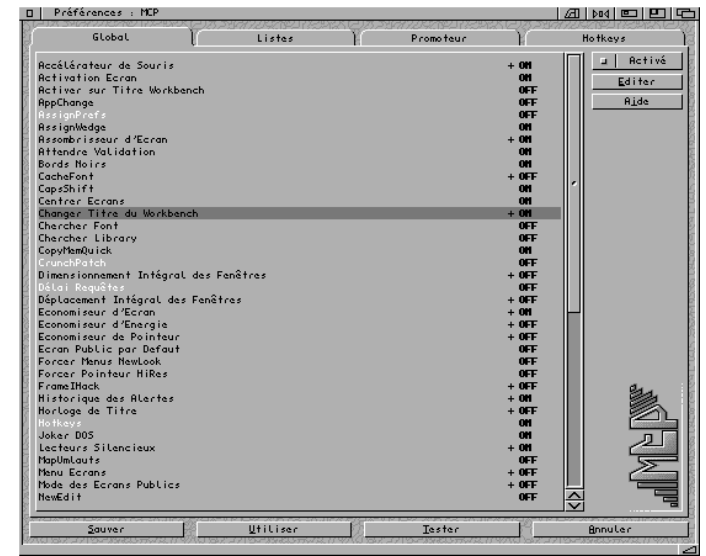 Préférences : MCP
Global Listes Promoteur Hotkeys
Accélérateur de Souris + ON
Activation Ecran ON
Activer sur Titre Workbench OFF
AppChange OFF
AssignPrefs OFF
AssignWedge ON
Assombrisseur d'Ecran + ON
Attendre Validation ON
Bords Noirs ON
CacheFont + OFF
CapsShift ON
Centrer Ecrans ON
Changer Titre du Workbench + ON
Chercher Font OFF
Chercher Library OFF
CopyMemQuick ON
CrunchPatch OFF
Dimensionnement Intégral des Fenêtres + OFF
Délai Requêtes OFF
Déplacement Intégral des Fenêtres + OFF
Economiseur d'Ecran + ON
Economiseur d'Energie + OFF
Economiseur de Pointeur + OFF
Ecran Public par Defaut OFF
Forcer Menus NewLook OFF
Forcer Pointeur HiRes OFF
FrameIHack + OFF
Historique des Alertes + ON
Horloge de Titre + OFF
Hotkeys ON
Joker DOS ON
Lecteurs Silencieux + ON
MapUmlauts OFF
Menu Ecrans + OFF
Mode des Ecrans Publics + OFF
NewEdit OFF
Activé
Editer
Aide
MCP
Sauver Utiliser Tester Annuler